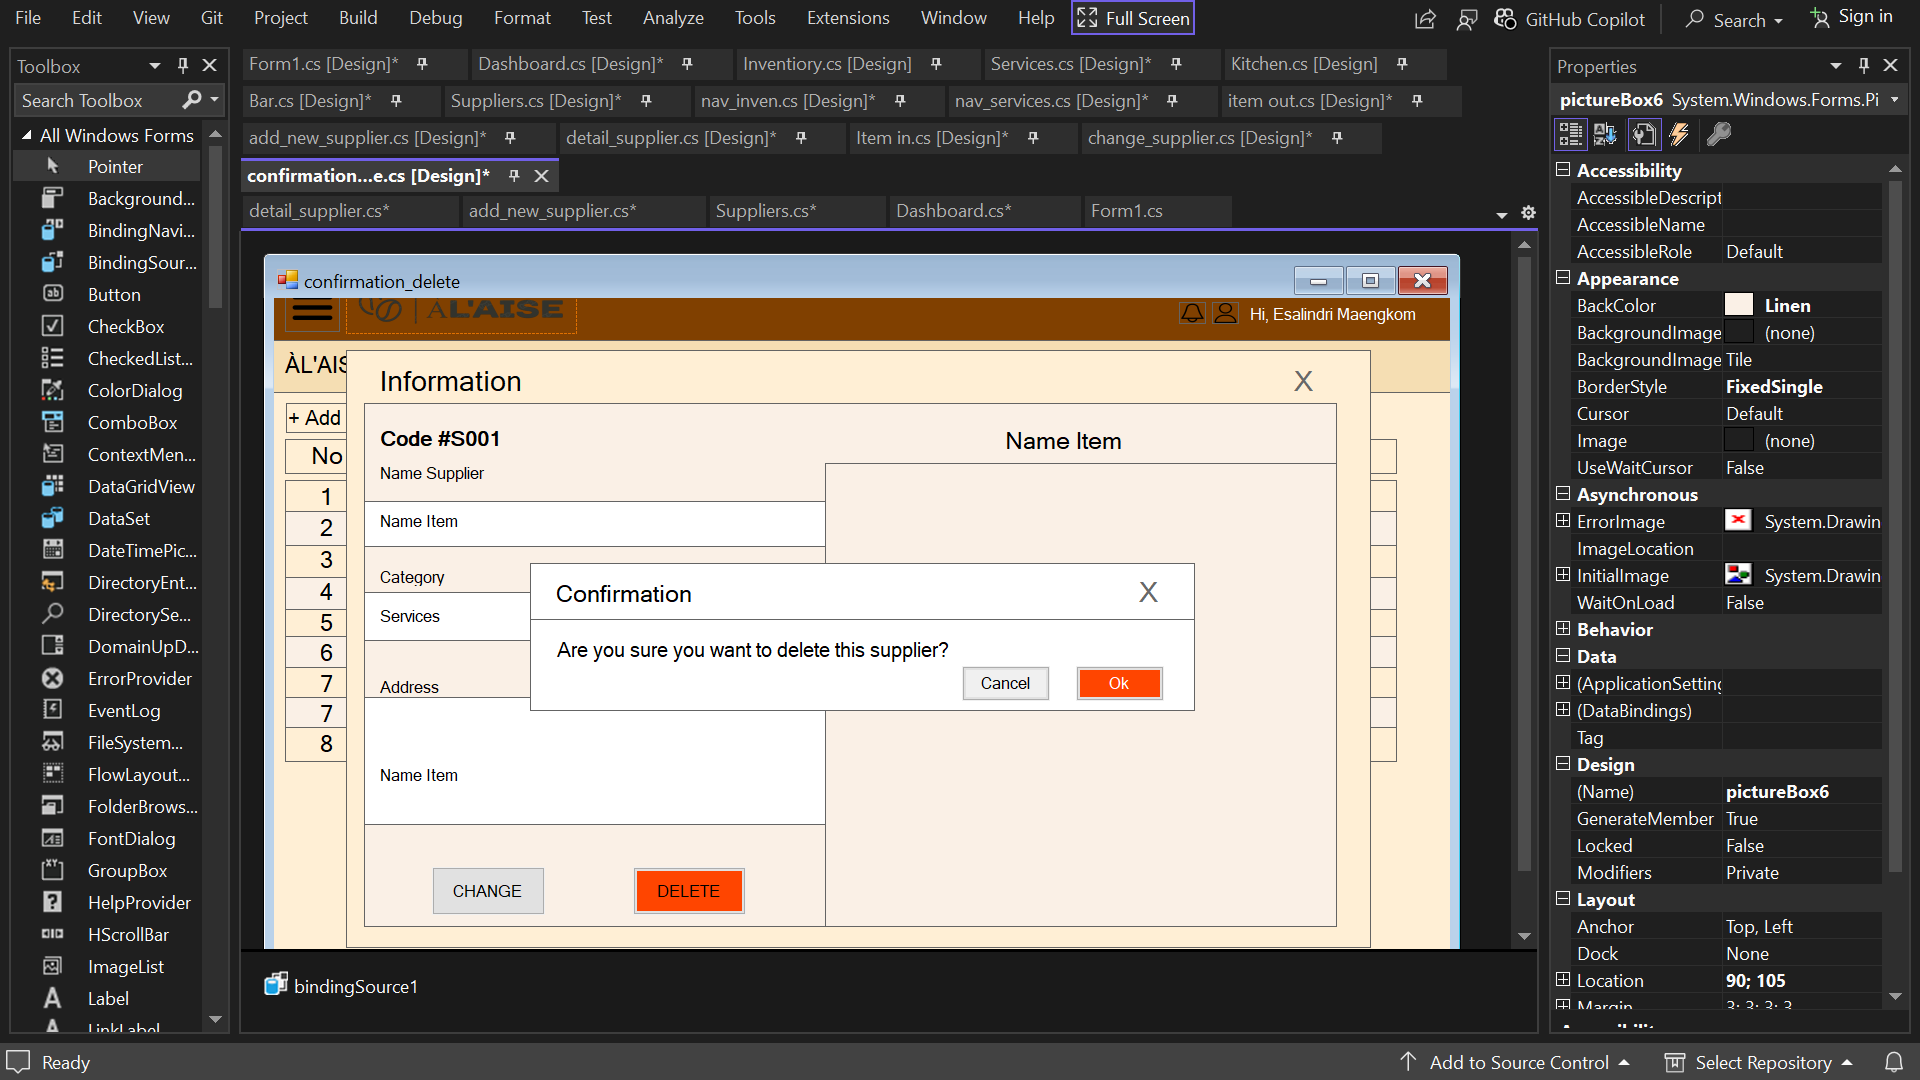 File Edit View Git Project Build Debug Format Test Analyze Tools Extensions Window Help Full Screen GitHub Copilot Search Sign in
Toolbox
Search Toolbox
All Windows Forms
Pointer
Background...
BindingNavi...
BindingSour...
Button
CheckBox
CheckedList...
ColorDialog
ComboBox
ContextMen...
DataGridView
DataSet
DateTimePic...
DirectoryEnt...
DirectorySe...
DomainUpD...
ErrorProvider
EventLog
FileSystem...
FlowLayout...
FolderBrows...
FontDialog
GroupBox
HelpProvider
HScrollBar
ImageList
Label
LinkLabel
Form1.cs [Design]* Dashboard.cs [Design]* Inventiory.cs [Design] Services.cs [Design]* Kitchen.cs [Design]
Bar.cs [Design]* Suppliers.cs [Design]* nav_inven.cs [Design]* nav_services.cs [Design]* item out.cs [Design]*
add_new_supplier.cs [Design]* detail_supplier.cs [Design]* Item in.cs [Design]* change_supplier.cs [Design]*
confirmation...e.cs [Design]*
detail_supplier.cs* add_new_supplier.cs* Suppliers.cs* Dashboard.cs* Form1.cs
confirmation_delete
AL'AISE Hi, Esalindri Maengkom
ÀL'AIS
Information X
+ Add
No
1
2
3
4
5
6
7
7
8
Code #S001
Name Supplier
Name Item
Category
Services
Address
Name Item
CHANGE DELETE
Name Item
Confirmation X
Are you sure you want to delete this supplier?
Cancel Ok
bindingSource1
Properties
pictureBox6 System.Windows.Forms.Pi
Accessibility
AccessibleDescript
AccessibleName
AccessibleRole Default
Appearance
BackColor Linen
BackgroundImage (none)
BackgroundImage Tile
BorderStyle FixedSingle
Cursor Default
Image (none)
UseWaitCursor False
Asynchronous
ErrorImage System.Drawin
ImageLocation
InitialImage System.Drawin
WaitOnLoad False
Behavior
Data
(ApplicationSetting
(DataBindings)
Tag
Design
(Name) pictureBox6
GenerateMember True
Locked False
Modifiers Private
Layout
Anchor Top, Left
Dock None
Location 90; 105
Margin 3; 3; 3; 3
Ready Add to Source Control Select Repository